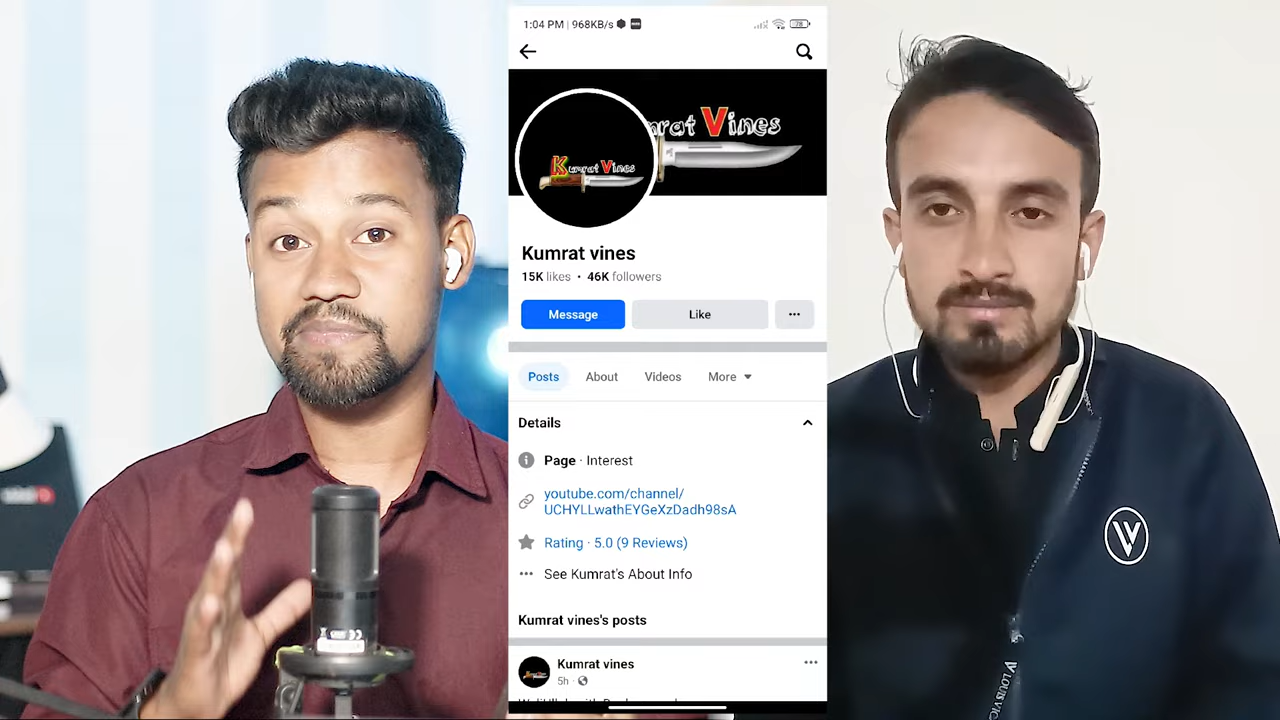 1:04 PM | 968KB/s
78
Kumrat Vines
Kumrat vines
15K likes • 46K followers
Message
Like
Posts
About
Videos
More
Details
Page · Interest
youtube.com/channel/
UCHYLLwathEYGeXzDadh98sA
Rating · 5.0 (9 Reviews)
See Kumrat's About Info
Kumrat vines's posts
Kumrat vines
5h ·